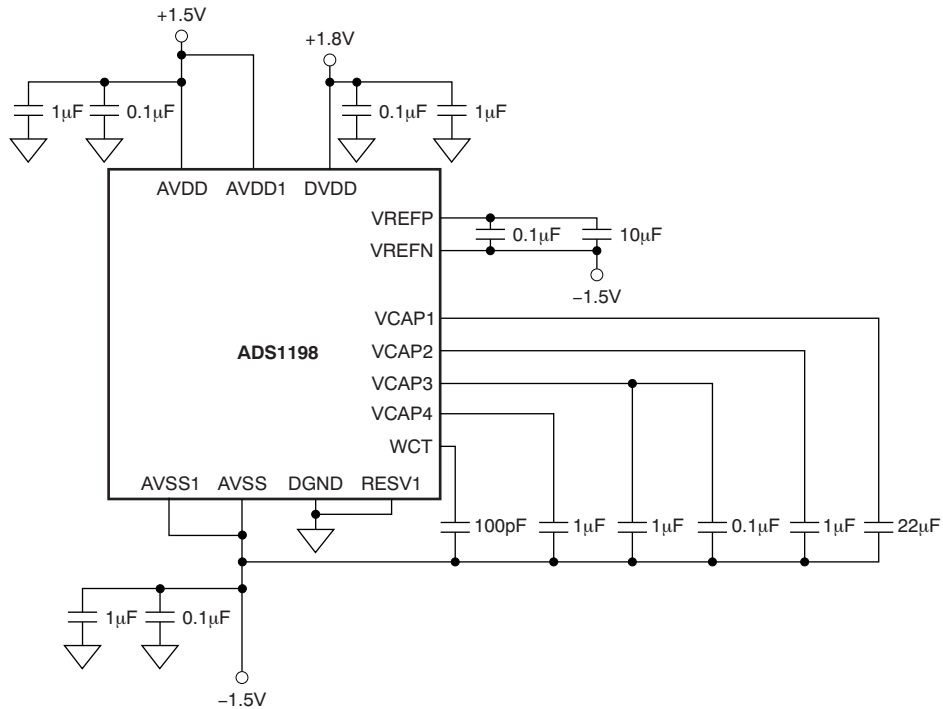 +1.5V
+1.8V
1μF
0.1μF
0.1μF
1μF
AVDD
AVDD1
DVDD
VREFP
0.1μF
10μF
VREFN
–1.5V
VCAP1
ADS1198
VCAP2
VCAP3
VCAP4
WCT
AVSS1
AVSS
DGND
RESV1
100pF
1μF
1μF
0.1μF
1μF
22μF
1μF
0.1μF
–1.5V